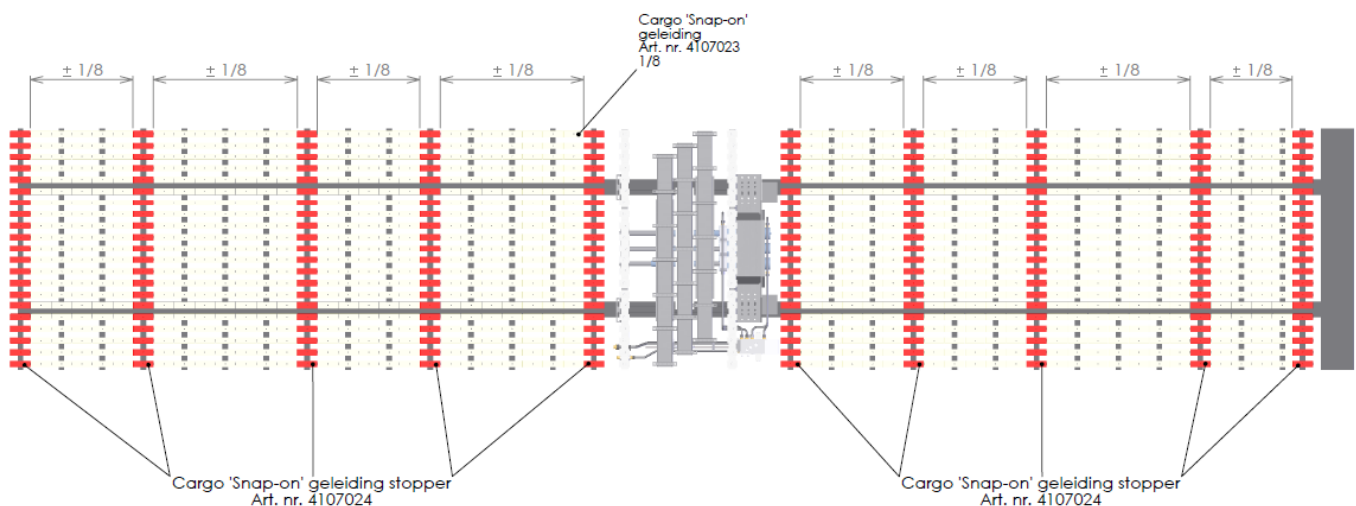 Cargo 'Snap-on'
geleiding
Art. nr. 4107023
1/8
± 1/8
± 1/8
± 1/8
± 1/8
± 1/8
± 1/8
± 1/8
± 1/8
Cargo 'Snap-on' geleiding stopper
Art. nr. 4107024
Cargo 'Snap-on' geleiding stopper
Art. nr. 4107024